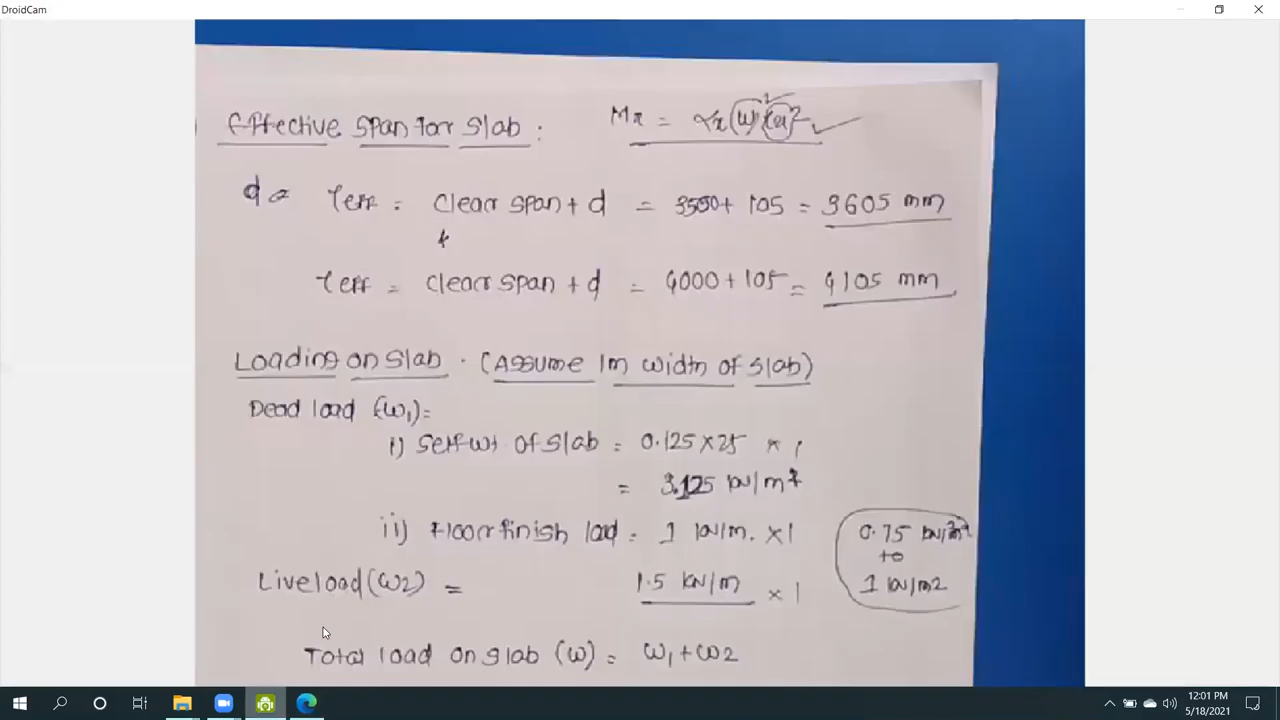 DroidCam
Effective Span for Slab :
Mx = αx (w) (lx)²
d = leff = clear span + d = 3500 + 105 = 3605 mm
leff = clear span + d = 4000 + 105 = 4105 mm
Loading on Slab . (Assume 1m width of Slab)
Dead load (w1) =
i) Self wt of Slab = 0.125 × 25 × 1
= 3.125 kN/m
ii) Floor finish load = 1 kN/m. × 1
0.75 kN/m2
to
1 kN/m2
Live load (w2) = 1.5 kN/m × 1
Total load on slab (w) = w1 + w2
12:01 PM
5/18/2021